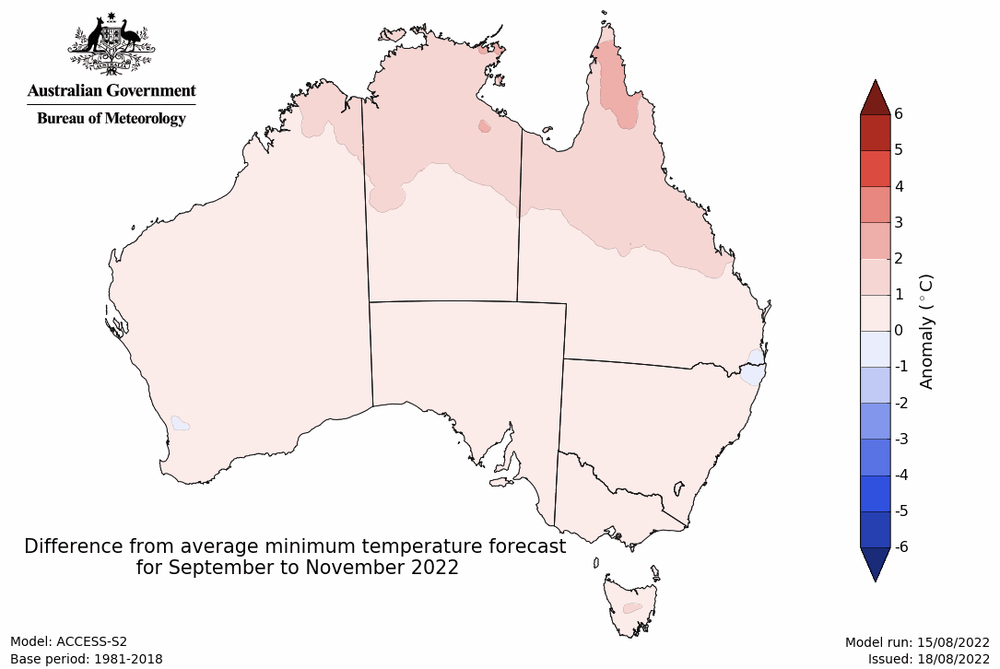 Australian Government
Bureau of Meteorology
6
5
4
3
2
1
0
-1
-2
-3
-4
-5
-6
Anomaly (°C)
Difference from average minimum temperature forecast
for September to November 2022
Model: ACCESS-S2
Base period: 1981-2018
Model run: 15/08/2022
Issued: 18/08/2022